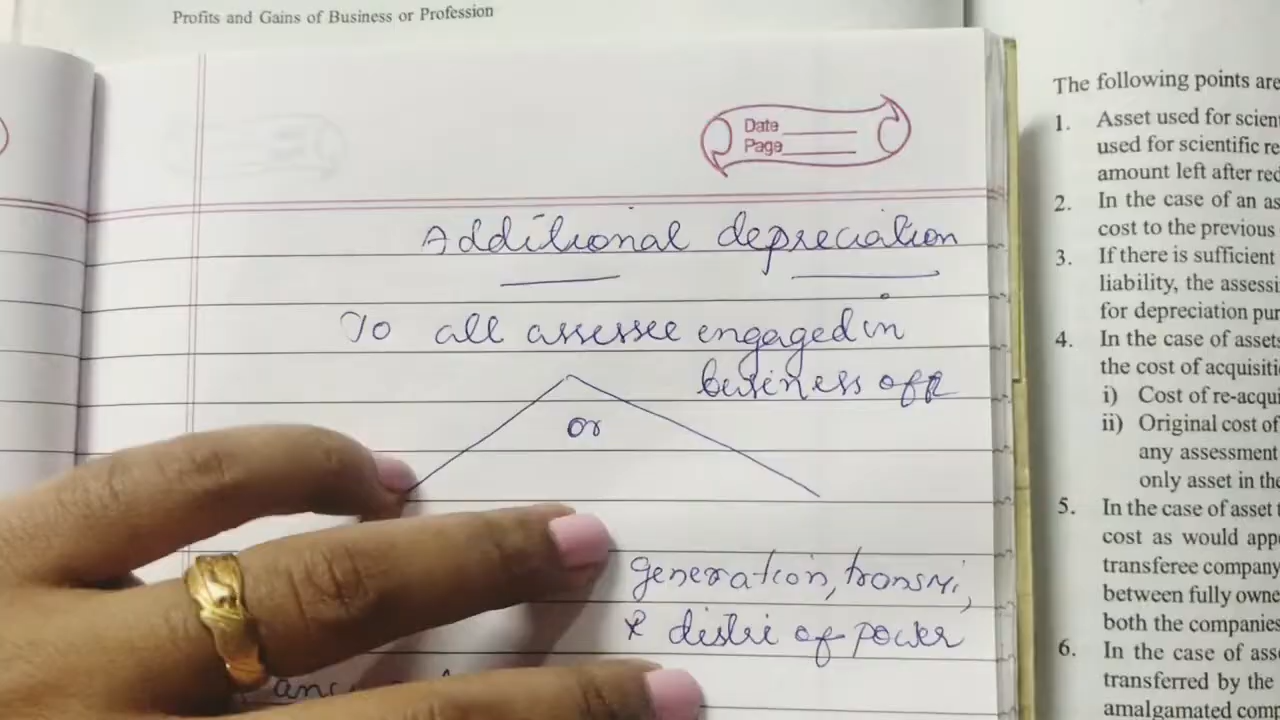 Profits and Gains of Business or Profession
Date
Page
Additional depreciation
To all assessee engaged in
business off
or
generation, transmi,
& distri of power
The following points are
1. Asset used for scien
used for scientific re
amount left after red
2. In the case of an as
cost to the previous
3. If there is sufficient
liability, the assessi
for depreciation pur
4. In the case of assets
the cost of acquisiti
i) Cost of re-acqui
ii) Original cost of
any assessment
only asset in the
5. In the case of asset t
cost as would appe
transferee company
between fully owne
both the companies
6. In the case of asse
transferred by the
amalgamated comp